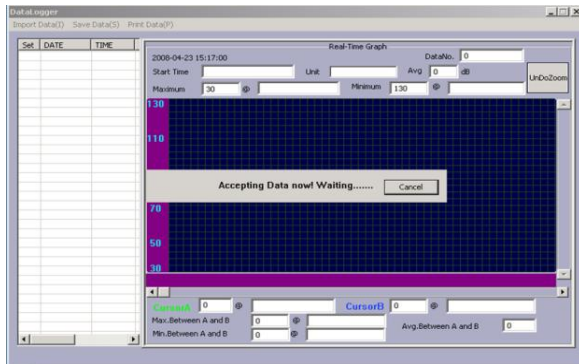 DataLogger
Import Data(I) Save Data(S) Print Data(P)
Set DATE TIME
Real-Time Graph
2008-04-23 15:17:00 DataNo. 0
Start Time Unit Avg 0 dB
UnDoZoom
Maximum 30 @ Minimum 130 @
130
110
Accepting Data now! Waiting....... Cancel
70
50
30
CursorA 0 @ CursorB 0 @
Max.Between A and B 0 @
Avg.Between A and B 0
Min.Between A and B 0 @